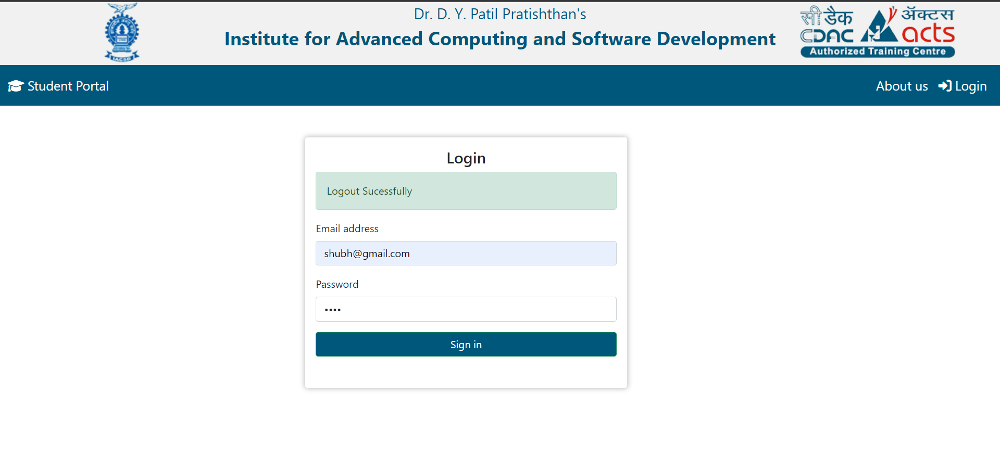 Dr. D. Y. Patil Pratishthan's
Institute for Advanced Computing and Software Development
IACSD
सी डैक
CDAC
ॲक्टस
acts
Authorized Training Centre
Student Portal
About us
Login
Login
Logout Sucessfully
Email address
shubh@gmail.com
Password
••••
Sign in